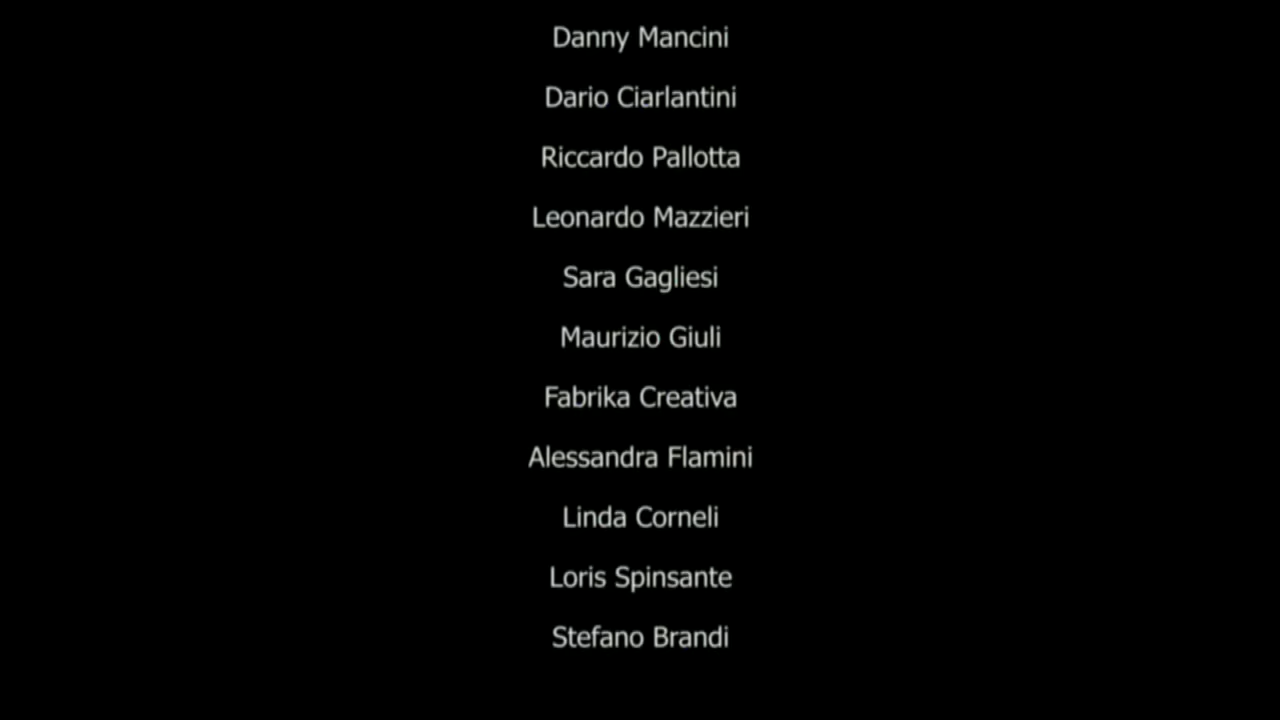 Danny Mancini
Dario Ciarlantini
Riccardo Pallotta
Leonardo Mazzieri
Sara Gagliesi
Maurizio Giuli
Fabrika Creativa
Alessandra Flamini
Linda Corneli
Loris Spinsante
Stefano Brandi